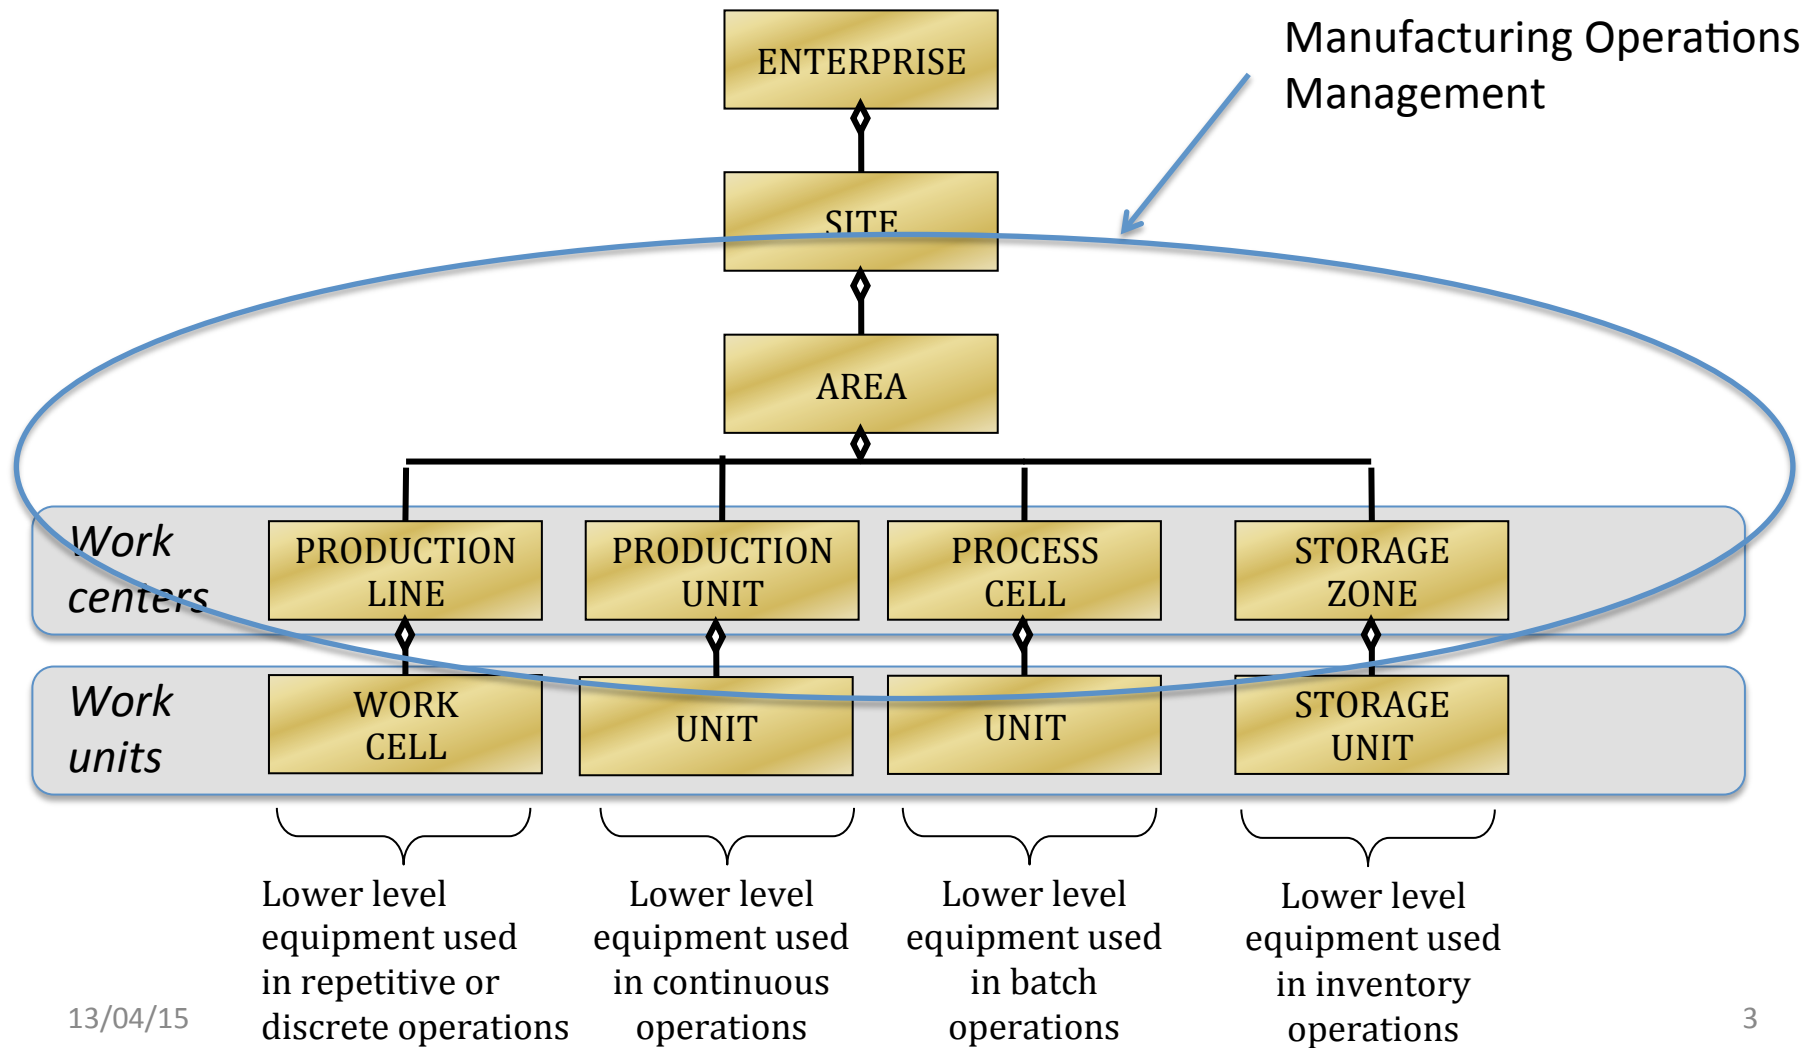 Manufacturing Operations
Management
ENTERPRISE
SITE
AREA
Work
centers
PRODUCTION
LINE
PRODUCTION
UNIT
PROCESS
CELL
STORAGE
ZONE
Work
units
WORK
CELL
UNIT
UNIT
STORAGE
UNIT
Lower level
equipment used
in repetitive or
discrete operations
Lower level
equipment used
in continuous
operations
Lower level
equipment used
in batch
operations
Lower level
equipment used
in inventory
operations
13/04/15
3